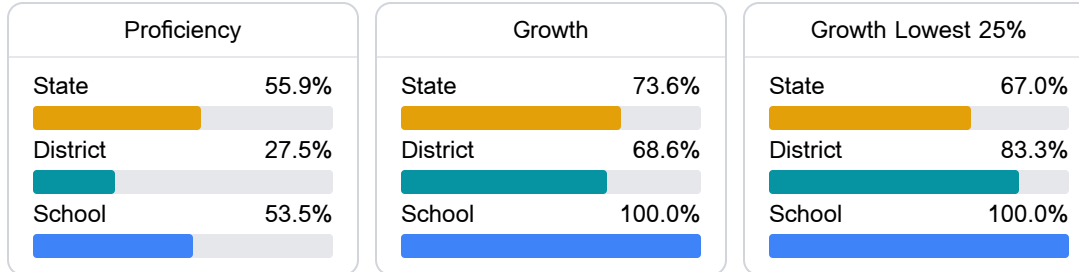 Proficiency
State 55.9%
District 27.5%
School 53.5%
Growth
State 73.6%
District 68.6%
School 100.0%
Growth Lowest 25%
State 67.0%
District 83.3%
School 100.0%